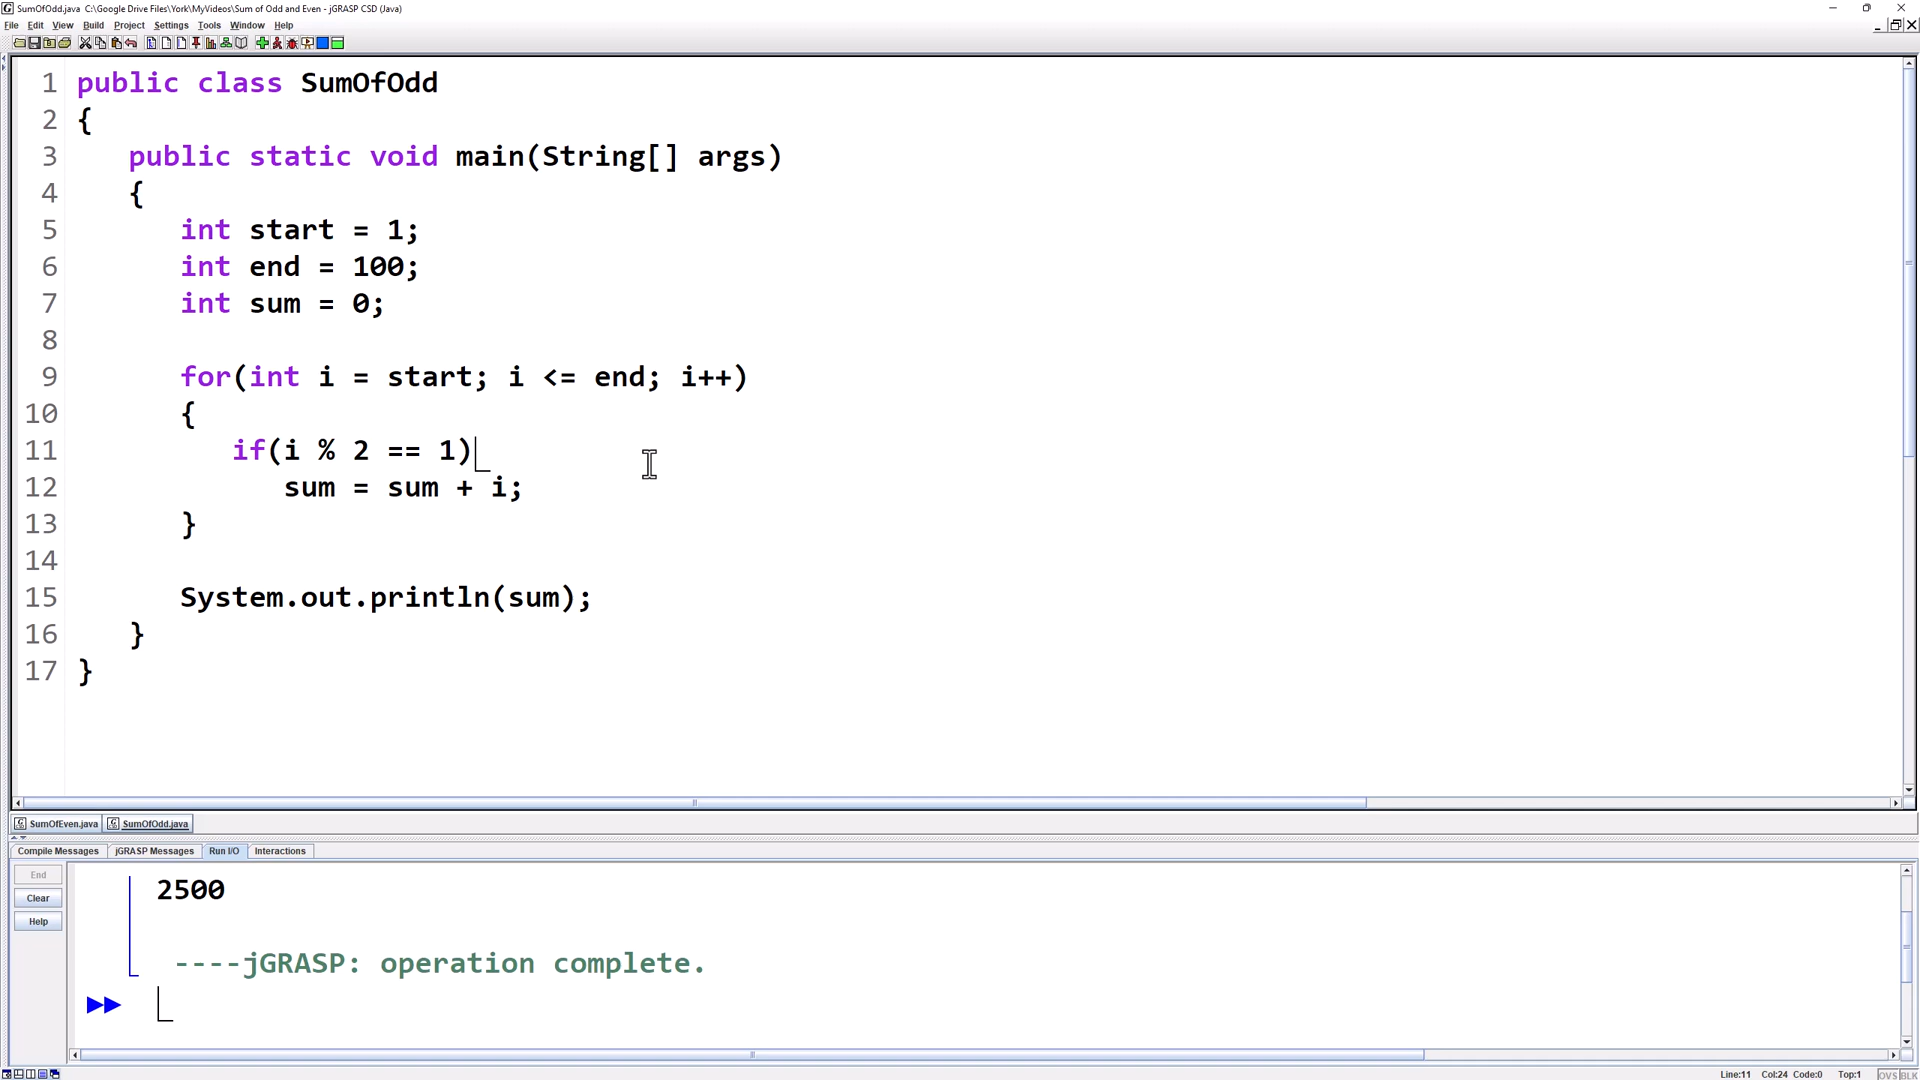 SumOfOdd.java  C:\Google Drive Files\York\MyVideos\Sum of Odd and Even - jGRASP CSD (Java)
File Edit View Build Project Settings Tools Window Help
1 public class SumOfOdd
2 {
3    public static void main(String[] args)
4    {
5       int start = 1;
6       int end = 100;
7       int sum = 0;
8
9       for(int i = start; i <= end; i++)
10       {
11          if(i % 2 == 1)
12             sum = sum + i;
13       }
14
15       System.out.println(sum);
16    }
17 }
SumOfEven.java SumOfOdd.java
Compile Messages jGRASP Messages Run I/O Interactions
End
Clear
Help
2500
----jGRASP: operation complete.
Line:11 Col:24 Code:0 Top:1 OVS BLK